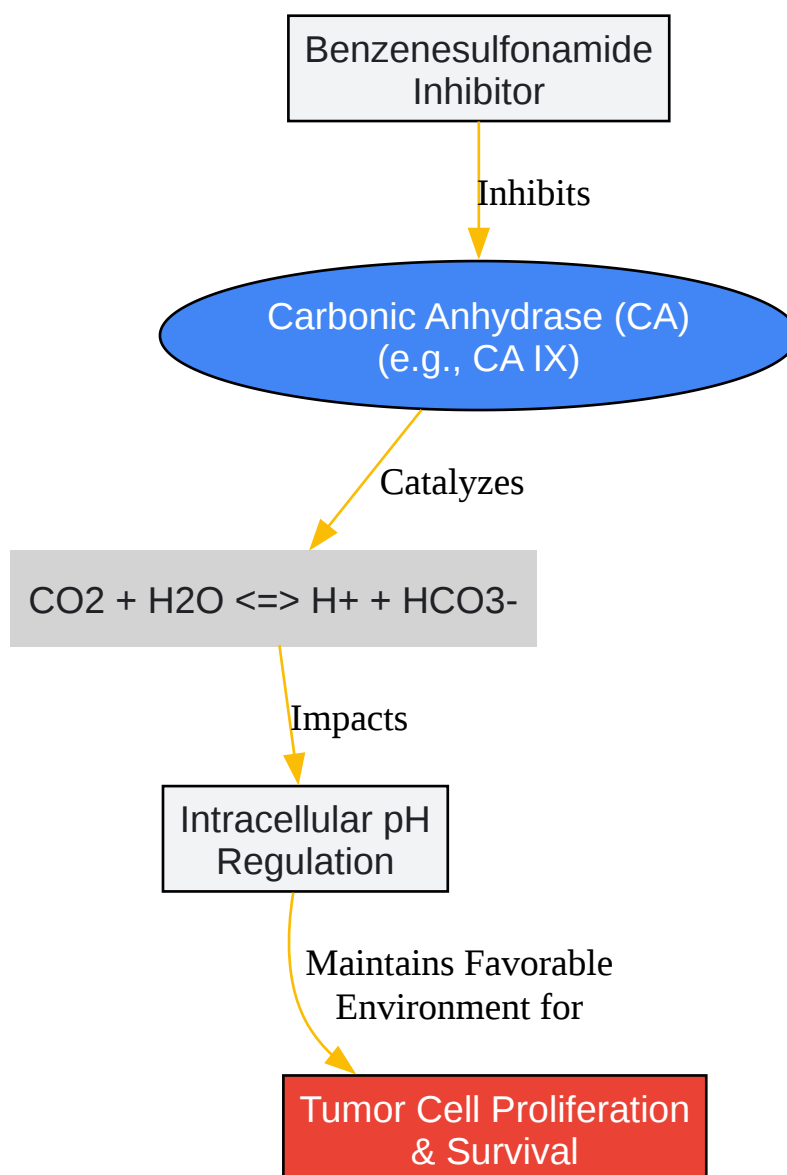 Benzenesulfonamide
Inhibitor
Inhibits
Carbonic Anhydrase (CA)
(e.g., CA IX)
Catalyzes
CO2 + H2O <=> H+ + HCO3-
Impacts
Intracellular pH
Regulation
Maintains Favorable
Environment for
Tumor Cell Proliferation
& Survival